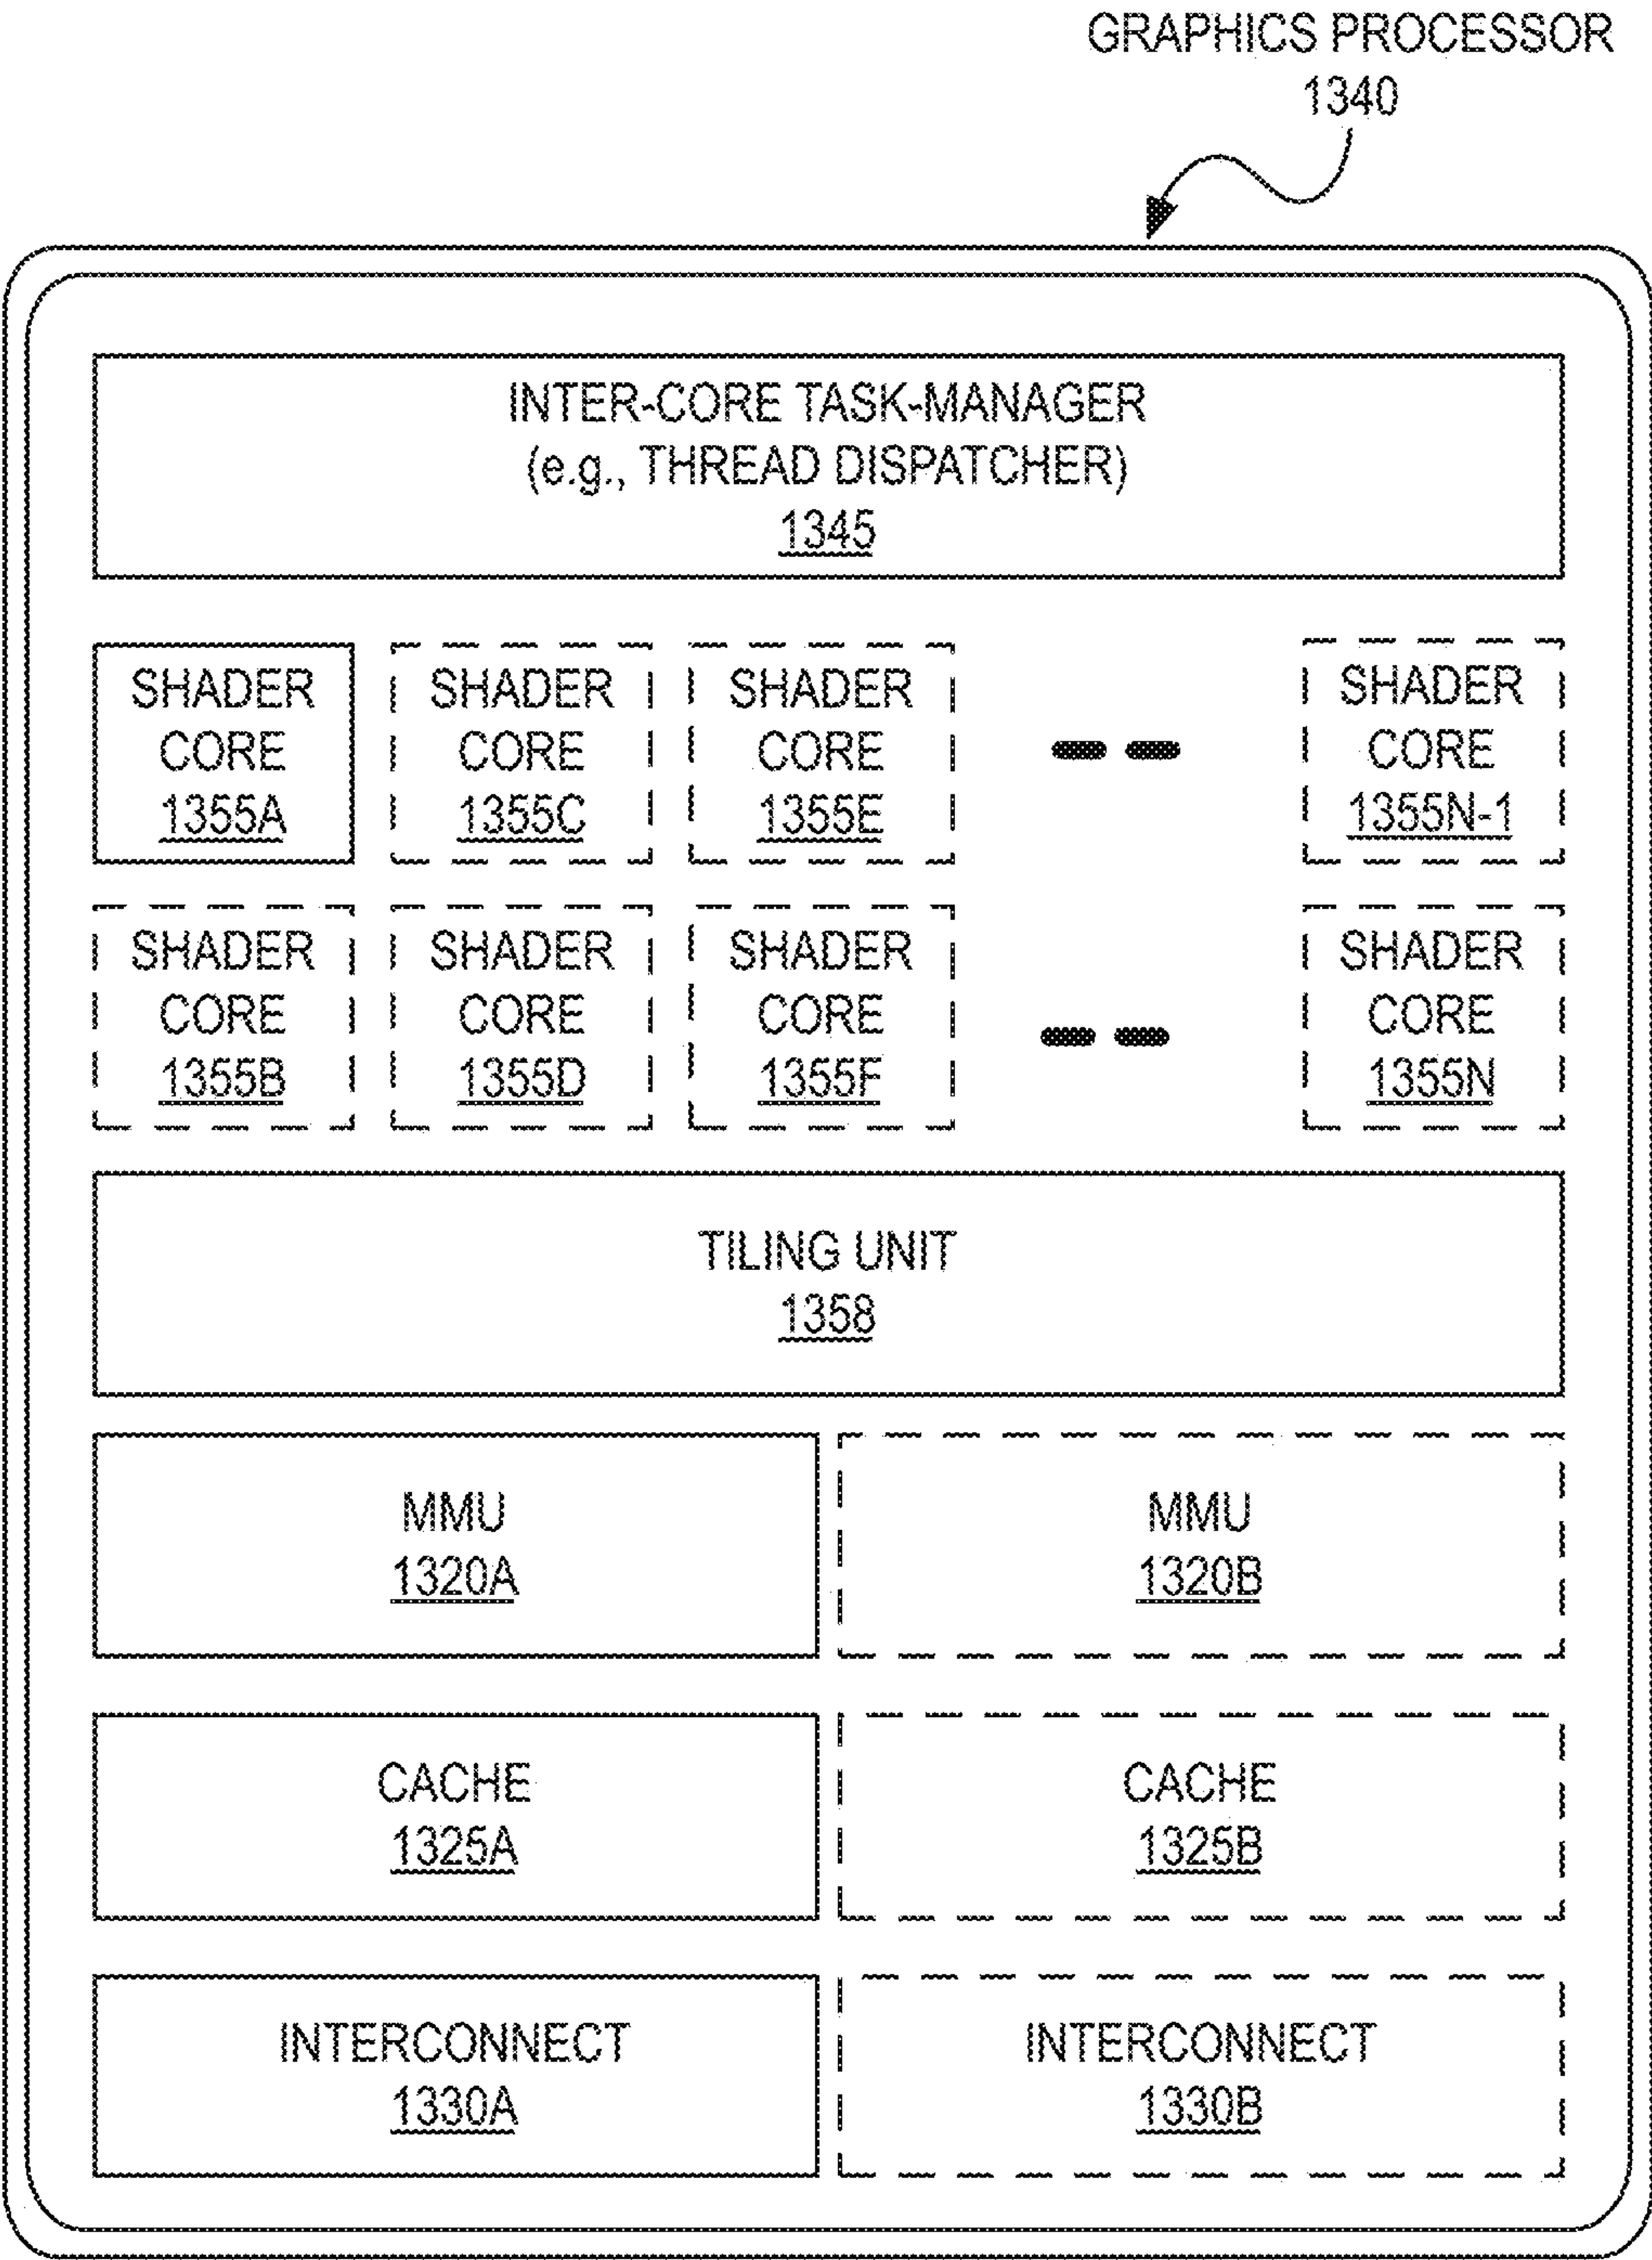 GRAPHICS PROCESSOR
1340
INTER-CORE TASK-MANAGER
(e.g., THREAD DISPATCHER)
1345
SHADER
CORE
1355A
SHADER
CORE
1355C
SHADER
CORE
1355E
SHADER
CORE
1355N-1
SHADER
CORE
1355B
SHADER
CORE
1355D
SHADER
CORE
1355F
SHADER
CORE
1355N
TILING UNIT
1358
MMU
1320A
MMU
1320B
CACHE
1325A
CACHE
1325B
INTERCONNECT
1330A
INTERCONNECT
1330B